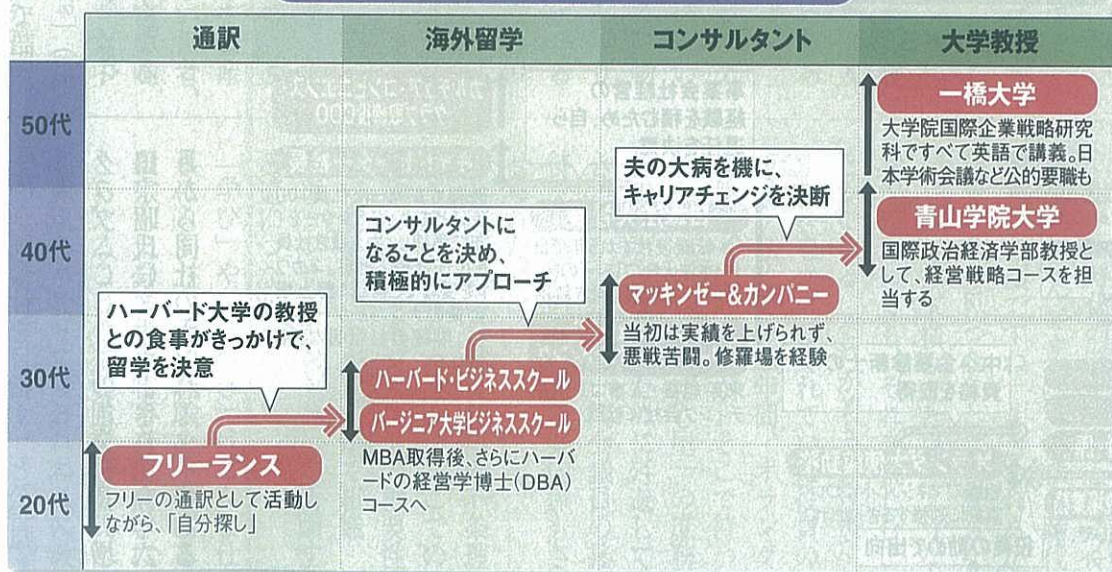 通訳
海外留学
コンサルタント
大学教授
50代
40代
30代
20代
フリーランス
フリーの通訳として活動し
ながら、「自分探し」
ハーバード大学の教授
との食事がきっかけで、
留学を決意
ハーバード・ビジネススクール
バージニア大学ビジネススクール
MBA取得後、さらにハーバ
ードの経営学博士(DBA)
コースへ
コンサルタントに
なることを決め、
積極的にアプローチ
マッキンゼー&カンパニー
当初は実績を上げられず、
悪戦苦闘。修羅場を経験
夫の大病を機に、
キャリアチェンジを決断
一橋大学
大学院国際企業戦略研究
科ですべて英語で講義。日
本学術会議など公的要職も
青山学院大学
国際政治経済学部教授と
して、経営戦略コースを担
当する